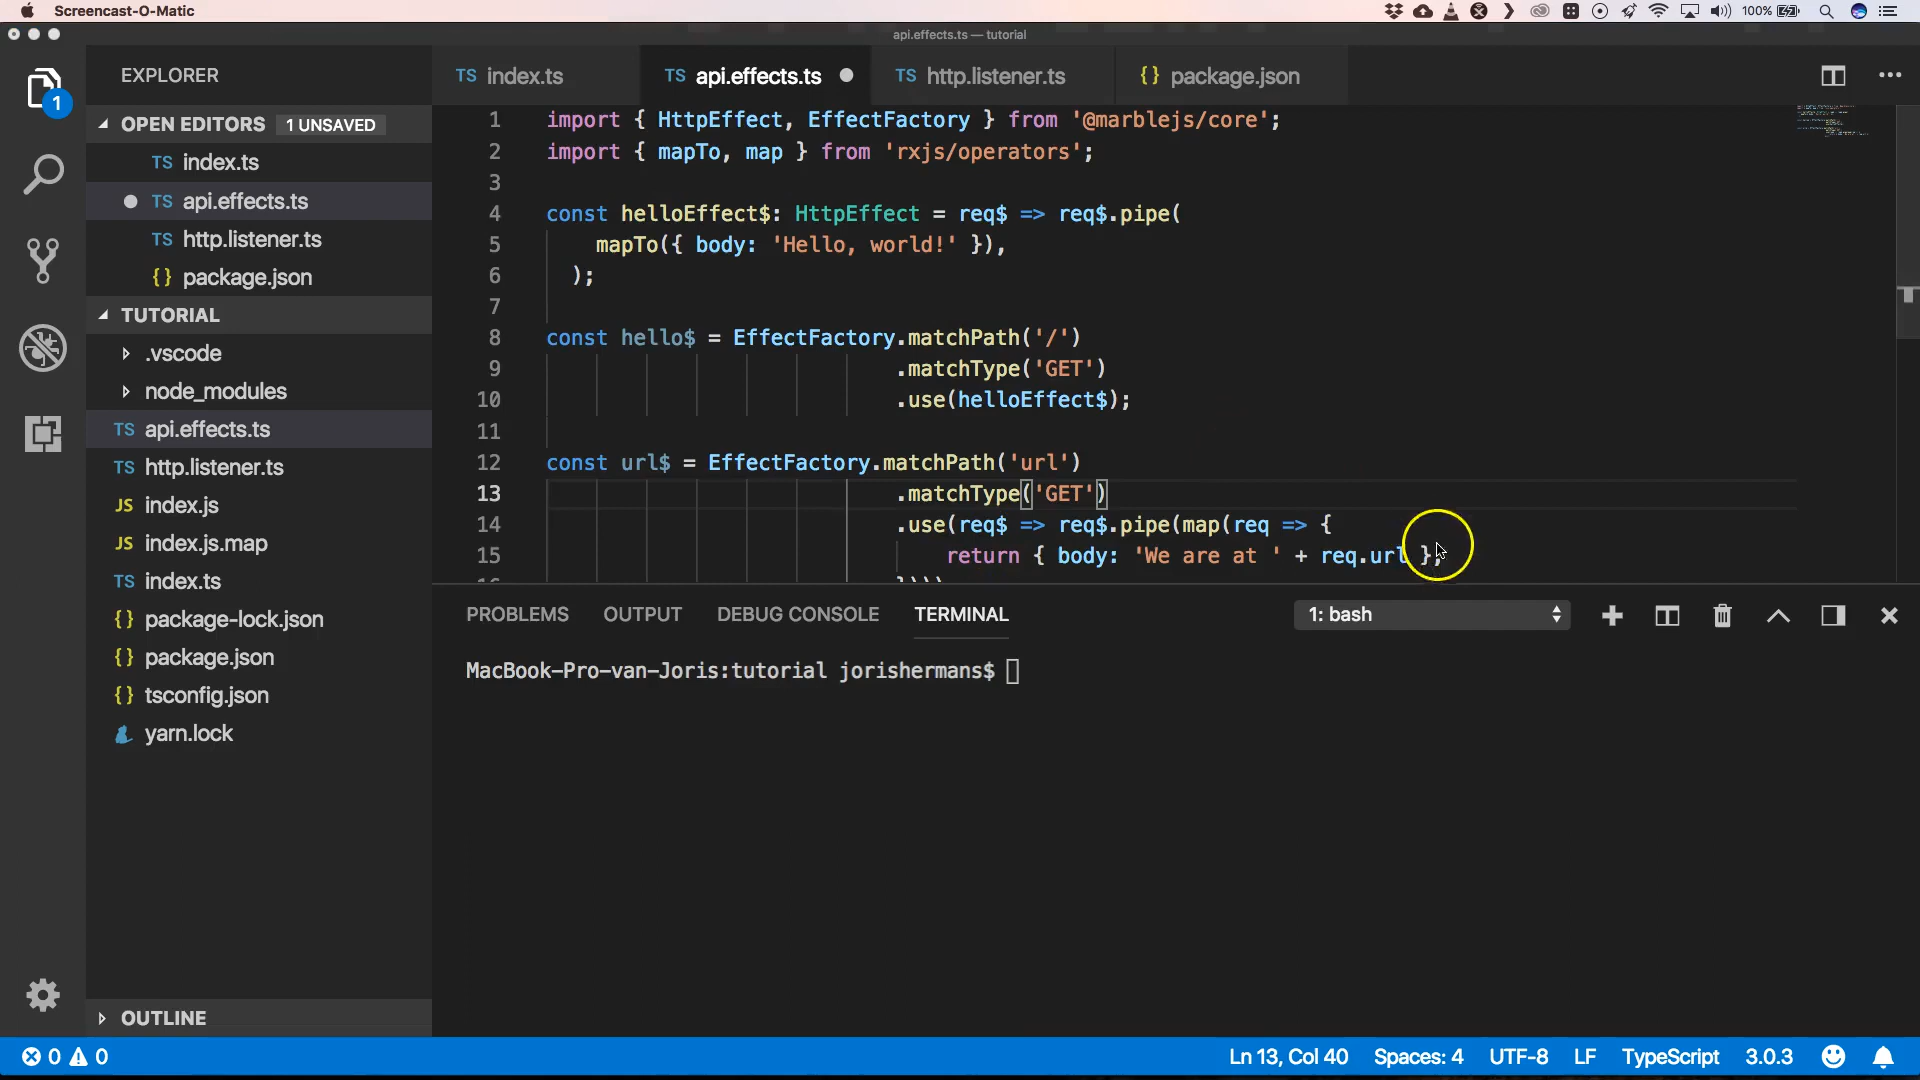 Screencast-O-Matic
100%
api.effects.ts — tutorial
EXPLORER
OPEN EDITORS 1 UNSAVED
TS index.ts
TS api.effects.ts
TS http.listener.ts
{} package.json
TUTORIAL
.vscode
node_modules
TS api.effects.ts
TS http.listener.ts
JS index.js
JS index.js.map
TS index.ts
{} package-lock.json
{} package.json
{} tsconfig.json
yarn.lock
OUTLINE
1
TS index.ts
TS api.effects.ts
TS http.listener.ts
{} package.json
1 import { HttpEffect, EffectFactory } from '@marblejs/core';
2 import { mapTo, map } from 'rxjs/operators';
3
4 const helloEffect$: HttpEffect = req$ => req$.pipe(
5 mapTo({ body: 'Hello, world!' }),
6 );
7
8 const hello$ = EffectFactory.matchPath('/')
9 .matchType('GET')
10 .use(helloEffect$);
11
12 const url$ = EffectFactory.matchPath('url')
13 .matchType('GET')
14 .use(req$ => req$.pipe(map(req => {
15 return { body: 'We are at ' + req.url };
16 })))
PROBLEMS OUTPUT DEBUG CONSOLE TERMINAL
1: bash
MacBook-Pro-van-Joris:tutorial jorishermans$
0 0
Ln 13, Col 40 Spaces: 4 UTF-8 LF TypeScript 3.0.3